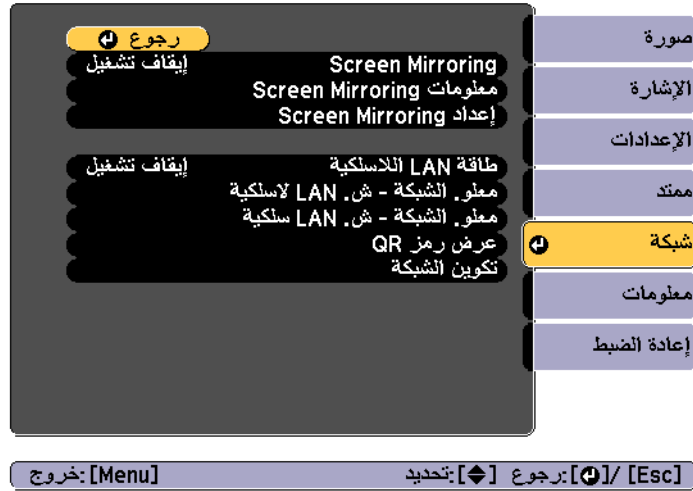 رجوع
Screen Mirroring إيقاف تشغيل
معلومات Screen Mirroring
إعداد Screen Mirroring
طاقة LAN اللاسلكية إيقاف تشغيل
معلو. الشبكة - ش. LAN لاسلكية
معلو. الشبكة - ش. LAN سلكية
عرض رمز QR
تكوين الشبكة
صورة
الإشارة
الإعدادات
ممتد
شبكة
معلومات
إعادة الضبط
[Esc] /[⏎]:رجوع [◆]:تحديد [Menu]:خروج